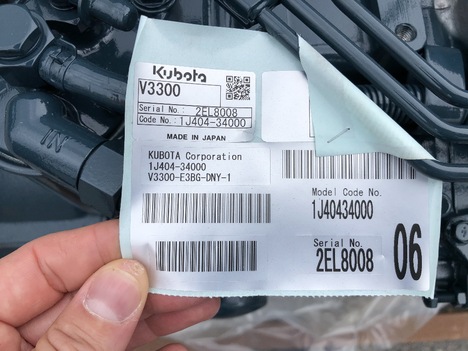 Kubota
V3300
Serial No.: 2EL8008
Code No.: 1J404-34000
MADE IN JAPAN
KUBOTA Corporation
1J404-34000
V3300-E3BG-DNY-1
Model Code No.
1J40434000
Serial No.
2EL8008
06
IN